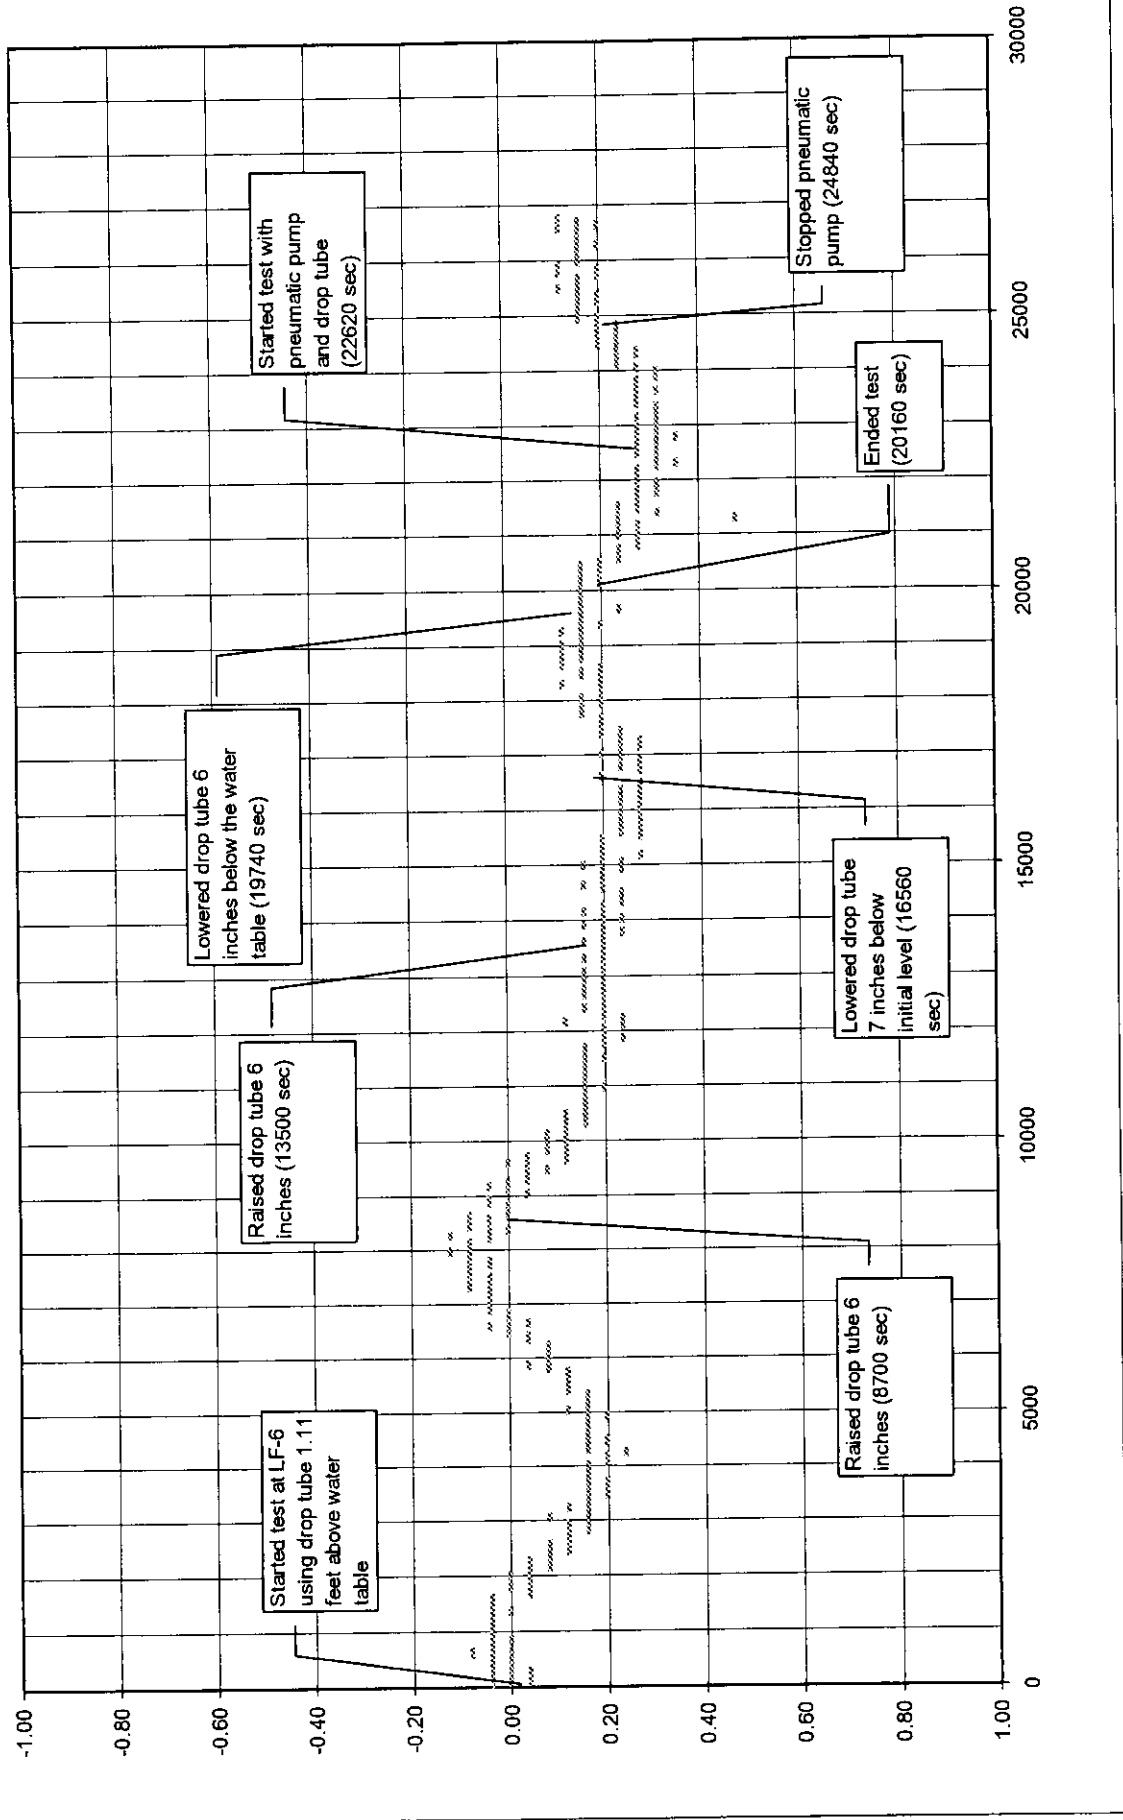 -1.00
-0.80
-0.60
-0.40
-0.20
0.00
0.20
0.40
0.60
0.80
1.00
0
5000
10000
15000
20000
25000
30000
Started test at LF-6
using drop tube 1.11
feet above water
table
Raised drop tube 6
inches (13500 sec)
Lowered drop tube 6
inches below the water
table (19740 sec)
Started test with
pneumatic pump
and drop tube
(22620 sec)
Raised drop tube 6
inches (8700 sec)
Lowered drop tube
7 inches below
initial level (16560
sec)
Ended test
(20160 sec)
Stopped pneumatic
pump (24840 sec)